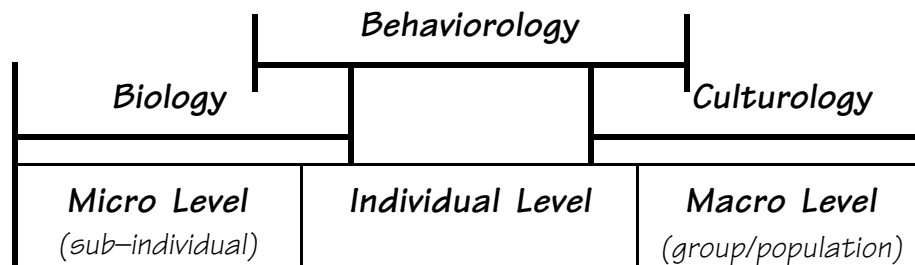 Behaviorology
Biology
Culturology
Micro Level
(sub–individual)
Individual Level
Macro Level
(group/population)